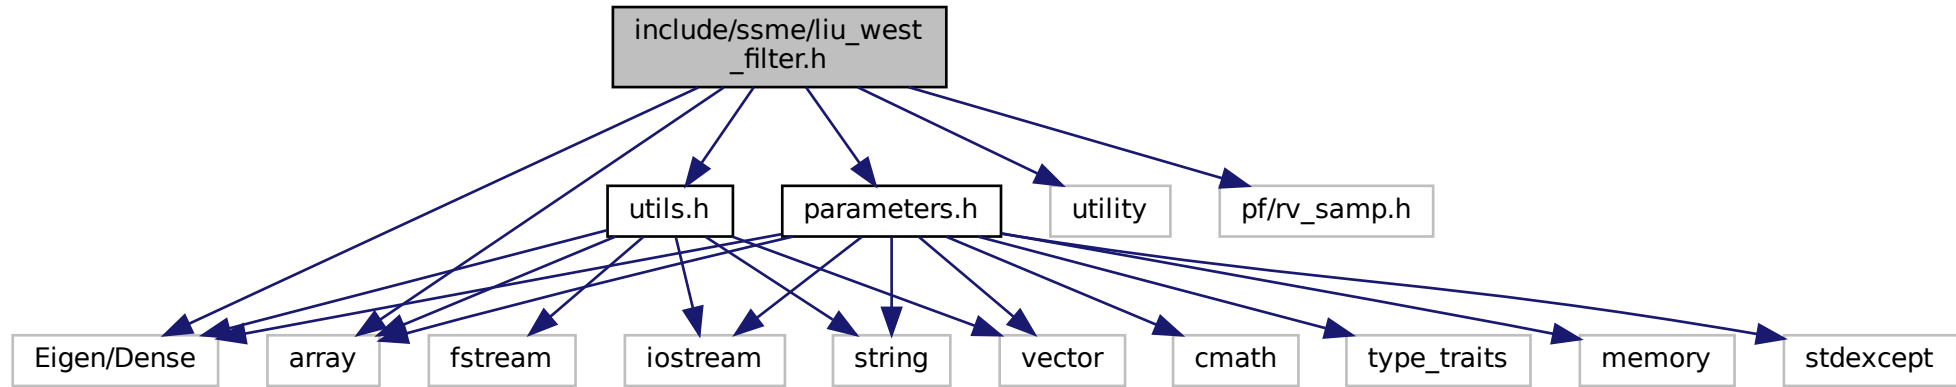 include/ssme/liu_west
_filter.h
utils.h
parameters.h
utility
pf/rv_samp.h
Eigen/Dense
array
fstream
iostream
string
vector
cmath
type_traits
memory
stdexcept